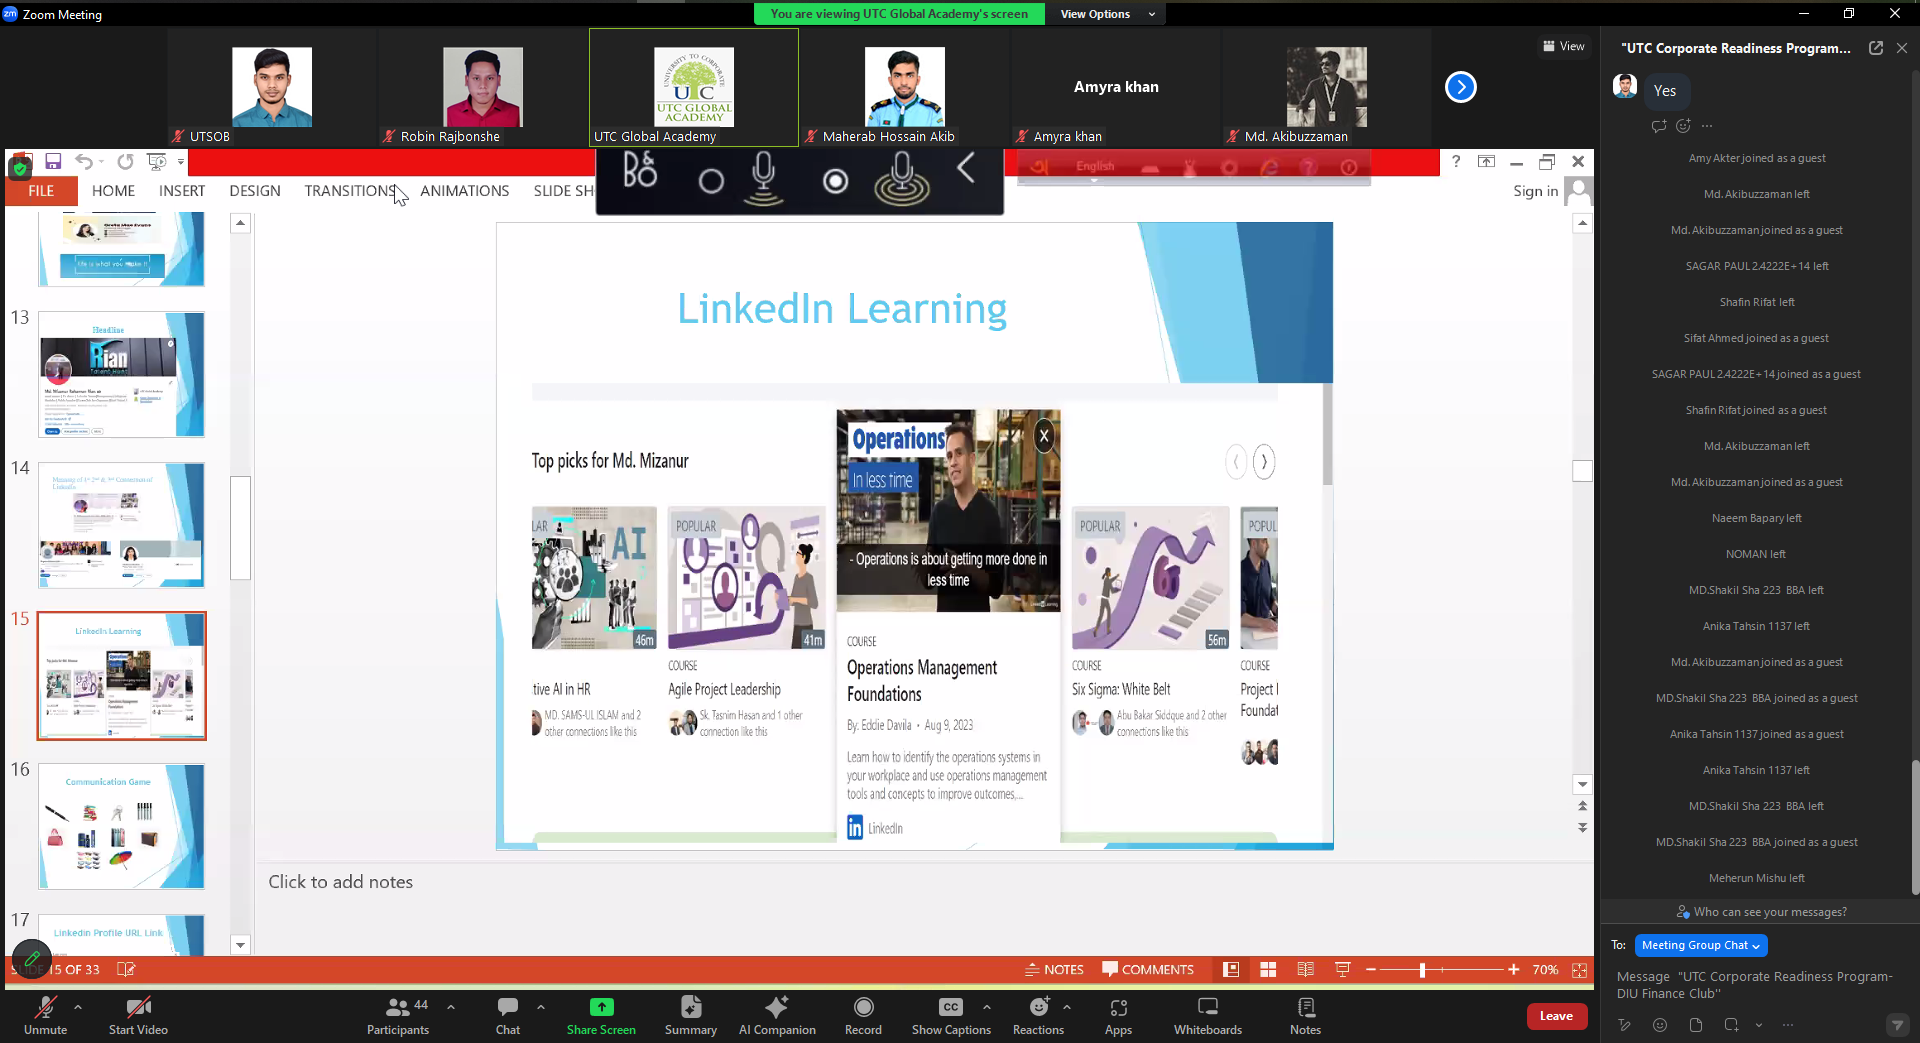 Zoom Meeting
You are viewing UTC Global Academy's screen
View Options
View
UTSOB
Robin Rajbonshe
UNIVERSITY TO CORPORATE
UTC
UTC GLOBAL
ACADEMY
UTC Global Academy
Maherab Hossain Akib
Amyra khan
Amyra khan
Md. Akibuzzaman
English
FILE
HOME
INSERT
DESIGN
TRANSITIONS
ANIMATIONS
SLIDE SH
Sign in
13
Headline
Rian
14
15
LinkedIn Learning
16
Communication Game
17
Linkedin Profile URL Link
LinkedIn Learning
Top picks for Md. Mizanur
LAR
AI
46m
tive AI in HR
MD. SAMS-UL ISLAM and 2
other connections like this
POPULAR
41m
COURSE
Agile Project Leadership
Sk. Tasnim Hasan and 1 other
connection like this
Operations
In less time
X
- Operations is about getting more done in
less time
COURSE
Operations Management
Foundations
By: Eddie Davila • Aug 9, 2023
Learn how to identify the operations systems in
your workplace and use operations management
tools and concepts to improve outcomes,...
in LinkedIn
POPULAR
6
56m
COURSE
Six Sigma: White Belt
Abu Bakar Siddque and 2 other
connections like this
POPUL
COURSE
Project
Foundat
Click to add notes
SLIDE 15 OF 33
NOTES
COMMENTS
70%
Unmute
Start Video
Participants
44
Chat
Share Screen
Summary
AI Companion
Record
CC
Show Captions
Reactions
Apps
Whiteboards
Notes
Leave
"UTC Corporate Readiness Program...
Yes
Amy Akter joined as a guest
Md. Akibuzzaman left
Md. Akibuzzaman joined as a guest
SAGAR PAUL 2.4222E+14 left
Shafin Rifat left
Sifat Ahmed joined as a guest
SAGAR PAUL 2.4222E+14 joined as a guest
Shafin Rifat joined as a guest
Md. Akibuzzaman left
Md. Akibuzzaman joined as a guest
Naeem Bapary left
NOMAN left
MD.Shakil Sha 223 BBA left
Anika Tahsin 1137 left
Md. Akibuzzaman joined as a guest
MD.Shakil Sha 223 BBA joined as a guest
Anika Tahsin 1137 joined as a guest
Anika Tahsin 1137 left
MD.Shakil Sha 223 BBA left
MD.Shakil Sha 223 BBA joined as a guest
Meherun Mishu left
Who can see your messages?
To: Meeting Group Chat
Message "UTC Corporate Readiness Program-
DIU Finance Club"